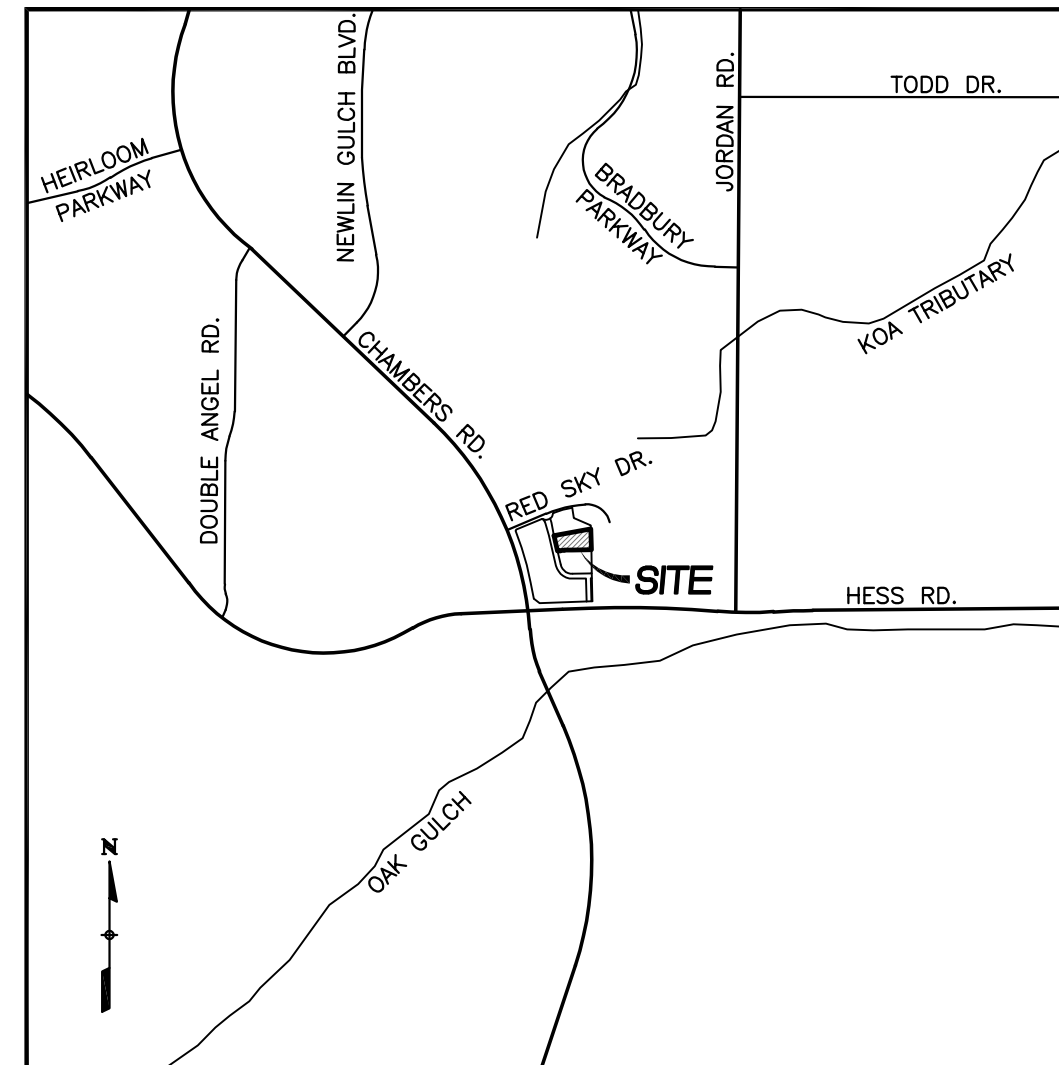 NEWLIN GULCH BLVD.
JORDAN RD.
TODD DR.
HEIRLOOM
PARKWAY
BRADBURY
PARKWAY
KOA TRIBUTARY
DOUBLE ANGEL RD.
CHAMBERS RD.
RED SKY DR.
SITE
HESS RD.
OAK GULCH
N